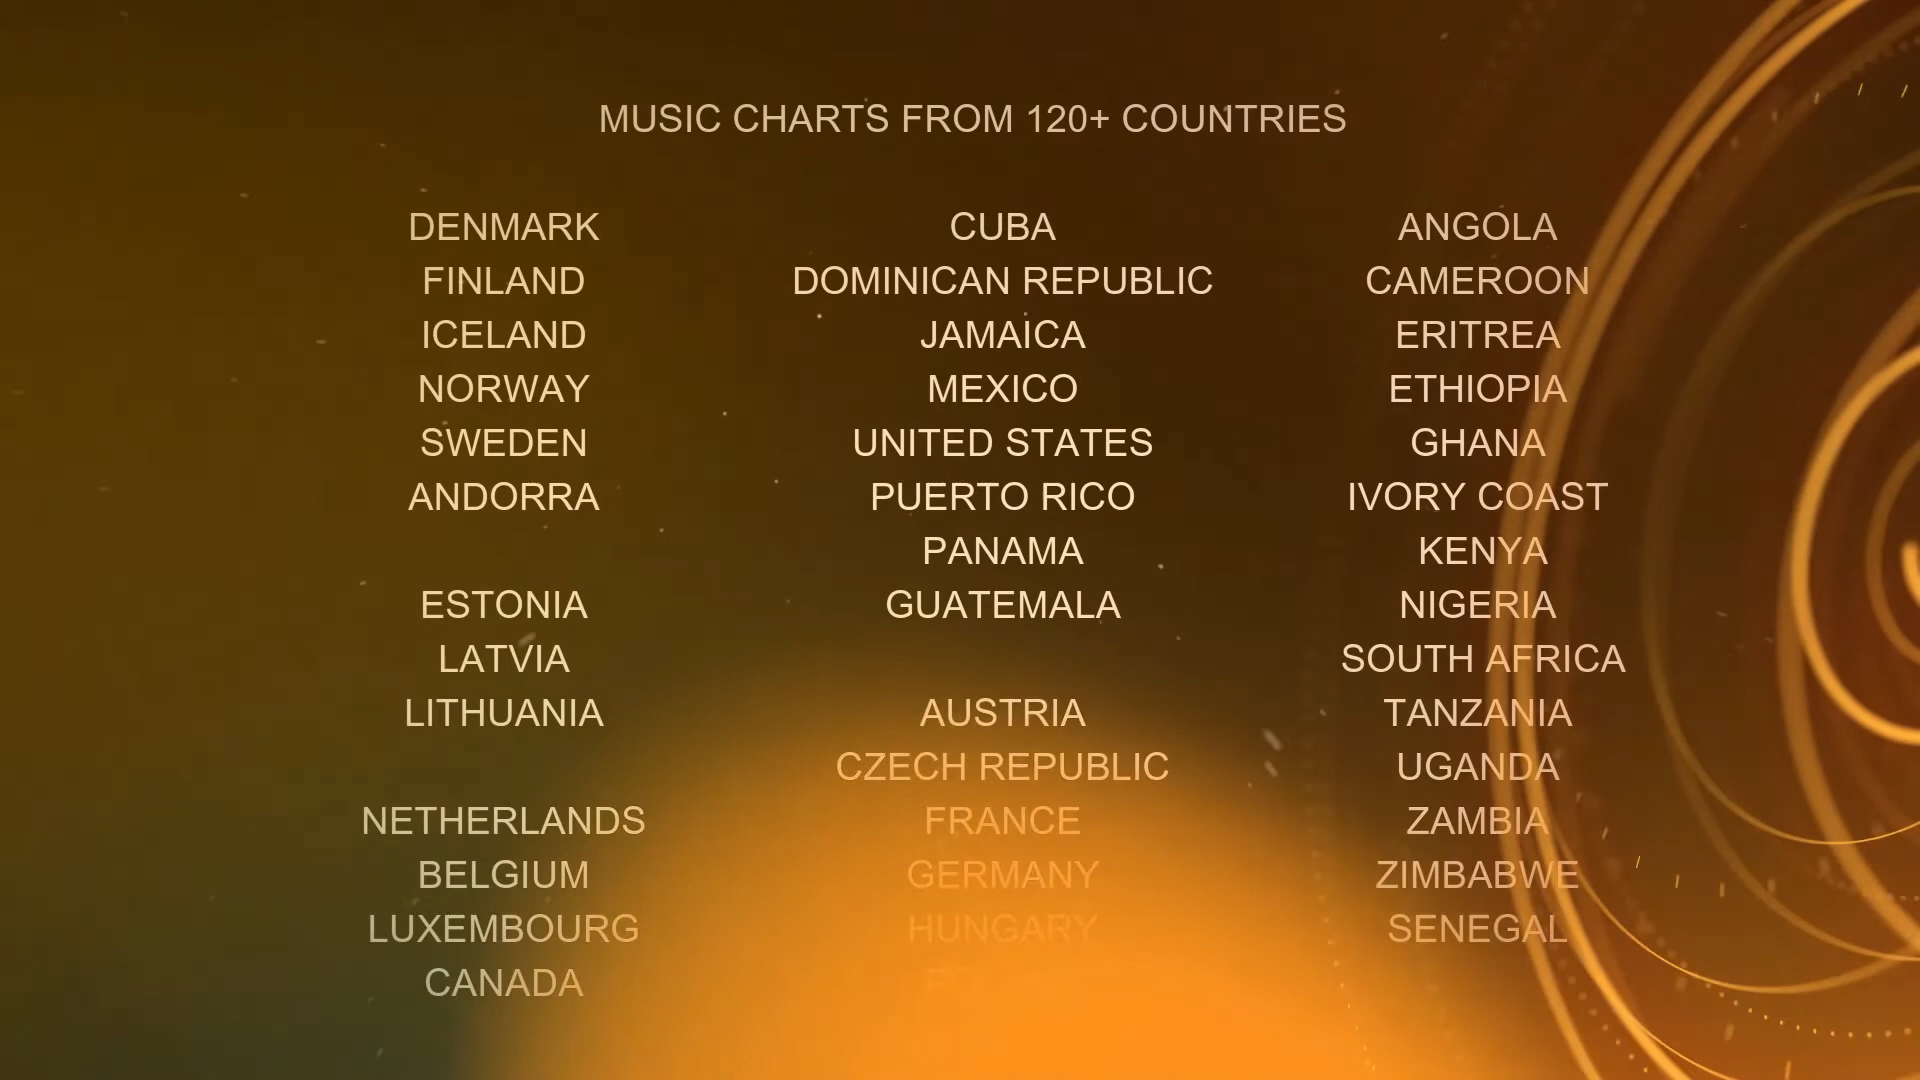 MUSIC CHARTS FROM 120+ COUNTRIES
DENMARK
FINLAND
ICELAND
NORWAY
SWEDEN
ANDORRA
ESTONIA
LATVIA
LITHUANIA
NETHERLANDS
BELGIUM
LUXEMBOURG
CANADA
CUBA
DOMINICAN REPUBLIC
JAMAICA
MEXICO
UNITED STATES
PUERTO RICO
PANAMA
GUATEMALA
AUSTRIA
CZECH REPUBLIC
FRANCE
GERMANY
HUNGARY
ANGOLA
CAMEROON
ERITREA
ETHIOPIA
GHANA
IVORY COAST
KENYA
NIGERIA
SOUTH AFRICA
TANZANIA
UGANDA
ZAMBIA
ZIMBABWE
SENEGAL